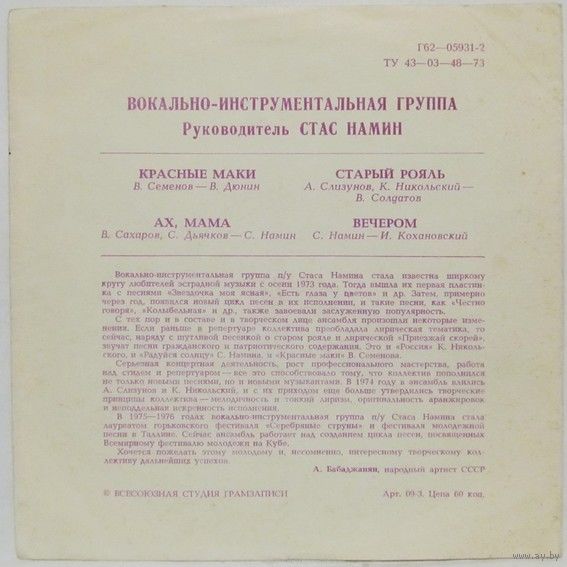 Г62—05931-2
ТУ 43—03—48—73
ВОКАЛЬНО-ИНСТРУМЕНТАЛЬНАЯ ГРУППА
Руководитель СТАС НАМИН
КРАСНЫЕ МАКИ
В. Семенов — В. Дюнин
СТАРЫЙ РОЯЛЬ
А. Слизунов, К. Никольский —
В. Солдатов
АХ, МАМА
В. Сахаров, С. Дьячков — С. Намин
ВЕЧЕРОМ
С. Намин — И. Кохановский
Вокально-инструментальная группа п/у Стаса Намина стала известна широкому
кругу любителей эстрадной музыки с осени 1973 года. Тогда вышла их первая пластин-
ка с песнями «Звездочка моя ясная», «Есть глаза у цветов» и др. Затем, примерно
через год, появился новый цикл песен в их исполнении, и такие песни, как «Честно
говоря», «Колыбельная» и др., также завоевали заслуженную популярность.
С тех пор и в составе и в творческом лице ансамбля произошли некоторые изме-
нения. Если раньше в репертуаре коллектива преобладала лирическая тематика, то
сейчас, наряду с шутливой песенкой о старом рояле и лирической «Приезжай скорей»,
звучат песни гражданского и патриотического содержания. Это и «Россия» К. Николь-
ского, и «Радуйся солнцу» С. Намина, и «Красные маки» В. Семенова.
Серьезная концертная деятельность, рост профессионального мастерства, работа
над стилем и репертуаром — все это способствовало тому, что коллектив пополнился
не только новыми песнями, но и новыми музыкантами. В 1974 году в ансамбль влились
А. Слизунов и К. Никольский, и с их приходом еще больше утвердились творческие
принципы коллектива — мелодичность и тонкий лиризм, оригинальность аранжировок
и неподдельная искренность исполнения.
В 1975—1976 годах вокально-инструментальная группа п/у Стаса Намина стала
лауреатом горьковского фестиваля «Серебряные струны» и фестиваля молодежной
песни в Таллине. Сейчас ансамбль работает над созданием цикла песен, посвященных
Всемирному фестивалю молодежи на Кубе.
Хочется пожелать этому молодому и, несомненно, интересному творческому кол-
лективу дальнейших успехов.
А. Бабаджанян, народный артист СССР
© ВСЕСОЮЗНАЯ СТУДИЯ ГРАМЗАПИСИ
Арт. 09-3. Цена 60 коп.
www.ay.by